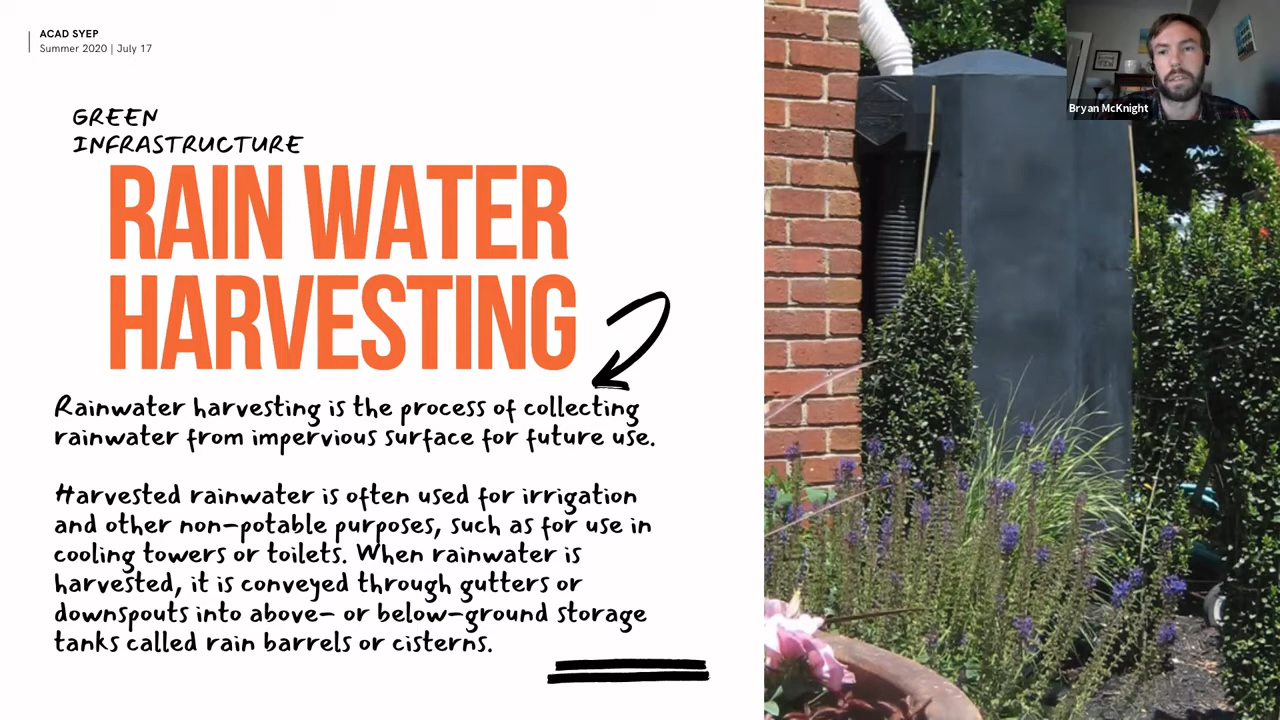 ACAD SYEP
Summer 2020 | July 17
Bryan McKnight
GREEN
INFRASTRUCTURE
RAIN WATER
HARVESTING
Rainwater harvesting is the process of collecting
rainwater from impervious surface for future use.
Harvested rainwater is often used for irrigation
and other non-potable purposes, such as for use in
cooling towers or toilets. When rainwater is
harvested, it is conveyed through gutters or
downspouts into above- or below-ground storage
tanks called rain barrels or cisterns.